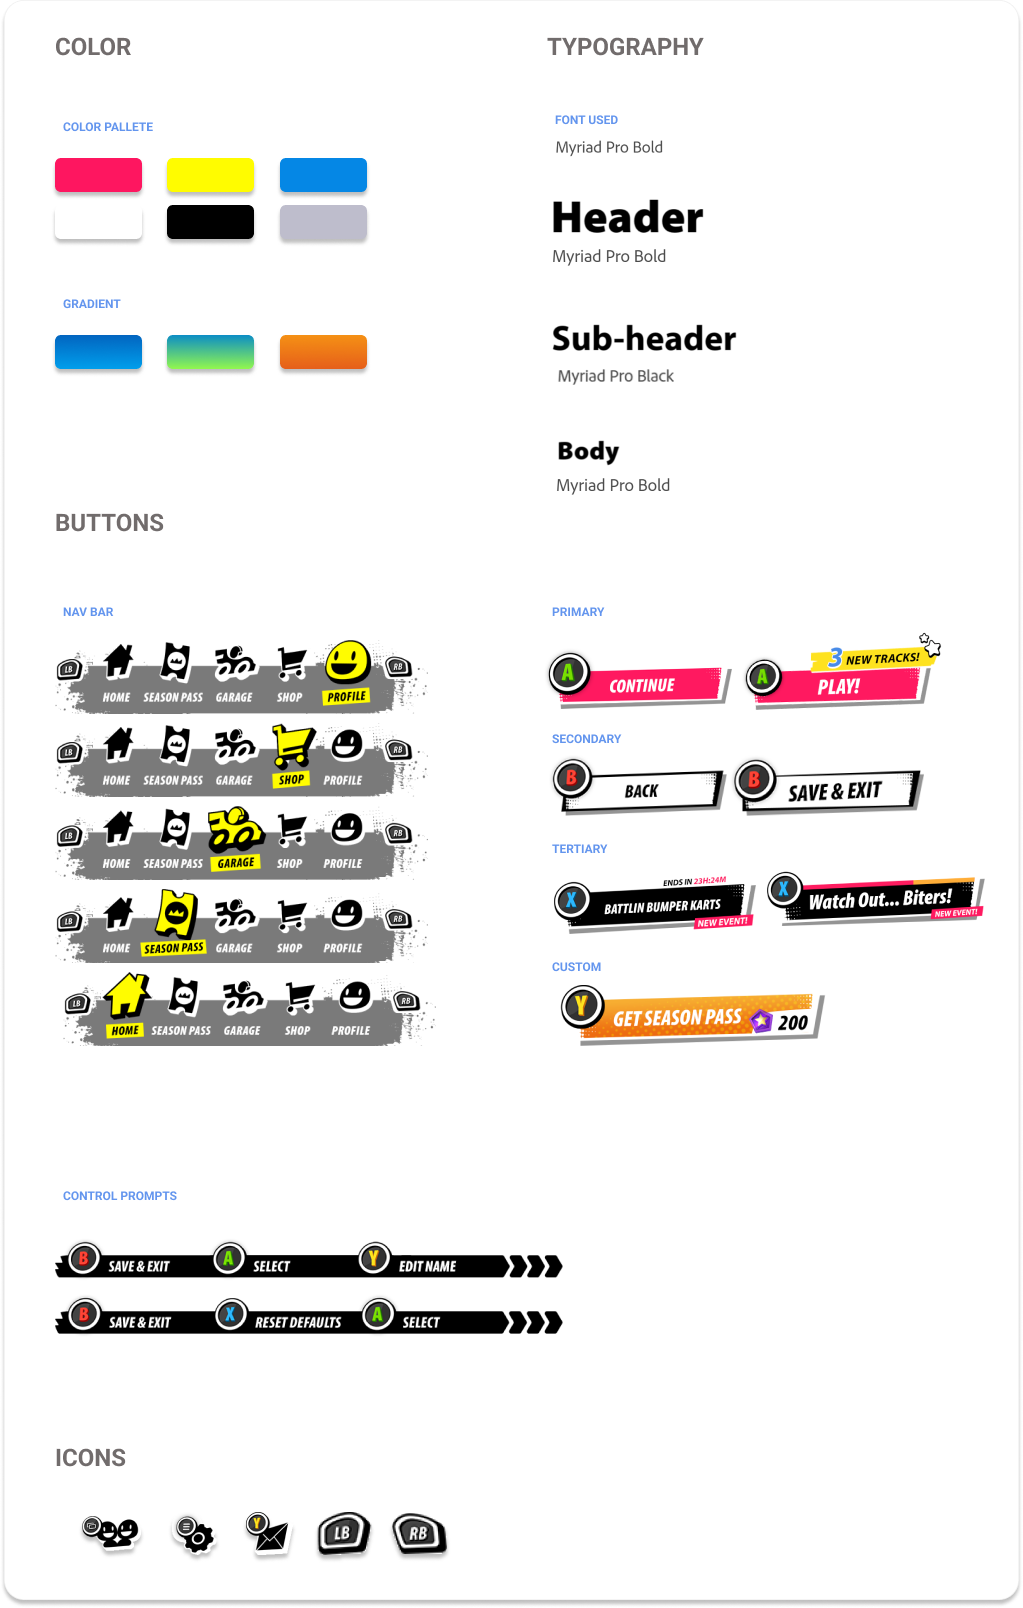 COLOR
COLOR PALLETE
GRADIENT
TYPOGRAPHY
FONT USED
Myriad Pro Bold
Header
Myriad Pro Bold
Sub-header
Myriad Pro Black
Body
Myriad Pro Bold
BUTTONS
NAV BAR
LB HOME SEASON PASS GARAGE SHOP PROFILE RB
LB HOME SEASON PASS GARAGE SHOP PROFILE RB
LB HOME SEASON PASS GARAGE SHOP PROFILE RB
LB HOME SEASON PASS GARAGE SHOP PROFILE RB
LB HOME SEASON PASS GARAGE SHOP PROFILE RB
PRIMARY
A CONTINUE
3 NEW TRACKS!
A PLAY!
SECONDARY
B BACK
B SAVE & EXIT
TERTIARY
ENDS IN 23H:24M
X BATTLIN BUMPER KARTS
NEW EVENT!
X Watch Out... Biters!
NEW EVENT!
CUSTOM
Y GET SEASON PASS 200
CONTROL PROMPTS
B SAVE & EXIT A SELECT Y EDIT NAME
B SAVE & EXIT X RESET DEFAULTS A SELECT
ICONS
Y LB RB